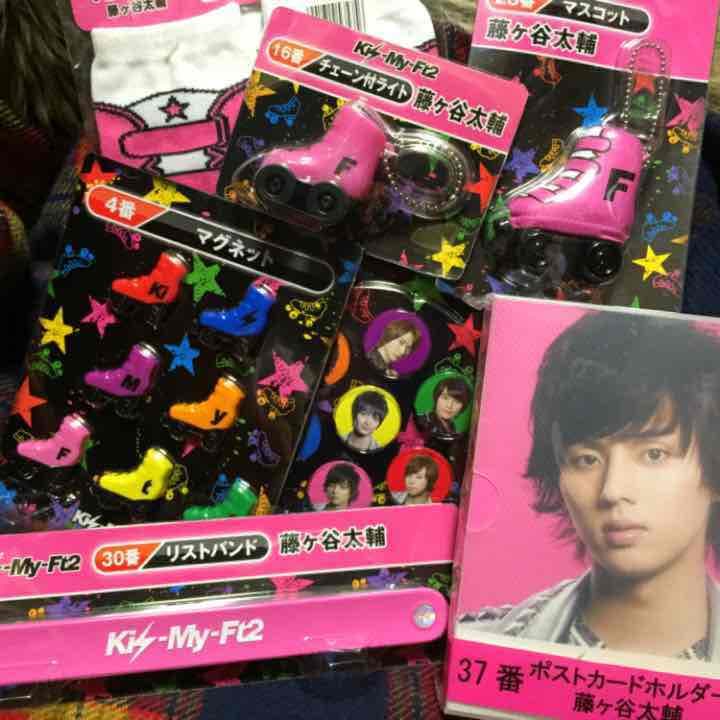 藤ヶ谷太輔
16番
Kis-My-Ft2
チェーン付ライト
藤ヶ谷太輔
F
マスコット
藤ヶ谷太輔
F
4番
マグネット
Ki
M
y
F
t
Kis-My-Ft2
30番
リストバンド
藤ヶ谷太輔
Kis-My-Ft2
37番
ポストカードホルダー
藤ヶ谷太輔